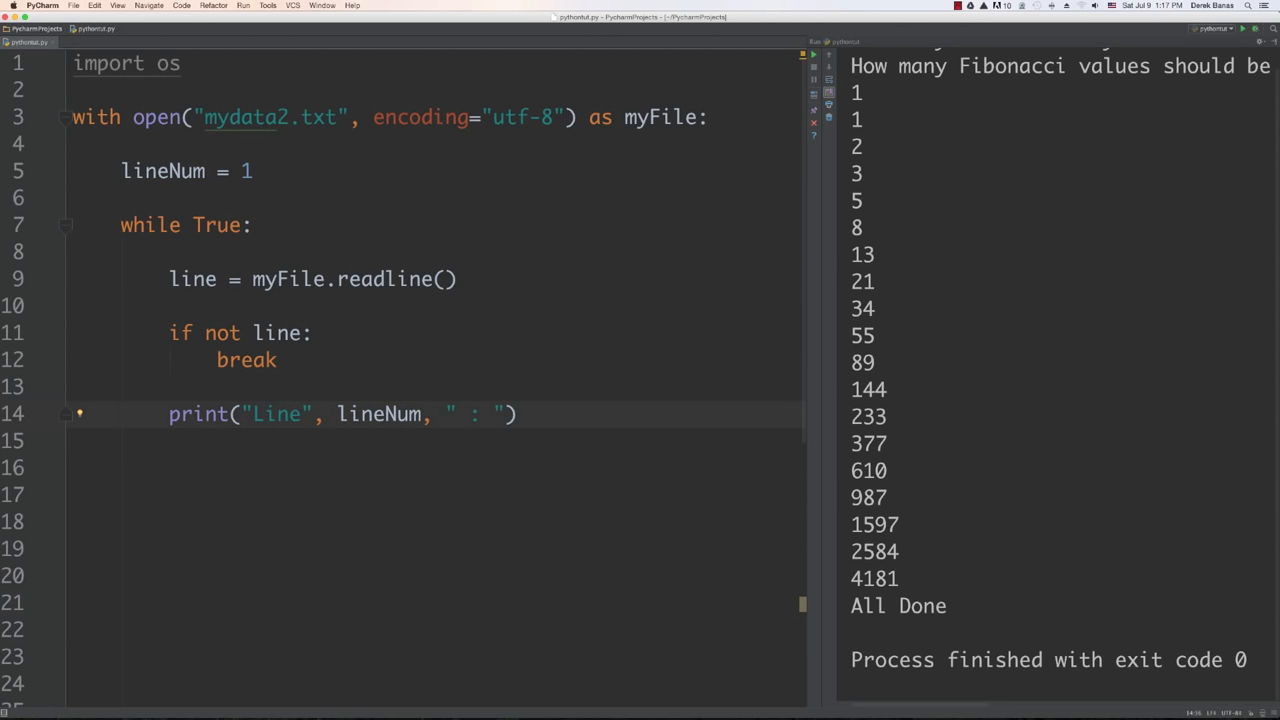 PyCharm File Edit View Navigate Code Refactor Run Tools VCS Window Help 10 Sat Jul 9 1:17 PM Derek Banas
pythontut.py - PycharmProjects - [~/PycharmProjects]
PycharmProjects pythontut.py pythontut
pythontut.py
Run pythontut
1 import os
2
3 with open("mydata2.txt", encoding="utf-8") as myFile:
4
5 lineNum = 1
6
7 while True:
8
9 line = myFile.readline()
10
11 if not line:
12 break
13
14 print("Line", lineNum, " : ")
15
16
17
18
19
20
21
22
23
24
How many Fibonacci values should be
1
1
2
3
5
8
13
21
34
55
89
144
233
377
610
987
1597
2584
4181
All Done
Process finished with exit code 0